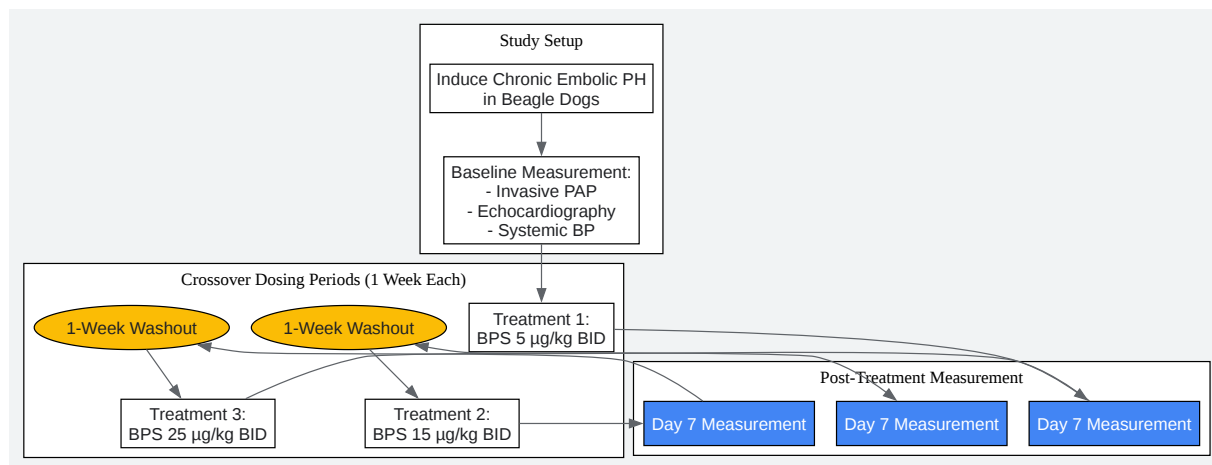 Study Setup
Induce Chronic Embolic PH
in Beagle Dogs
Baseline Measurement:
- Invasive PAP
- Echocardiography
- Systemic BP
Crossover Dosing Periods (1 Week Each)
1-Week Washout
1-Week Washout
Treatment 1:
BPS 5 µg/kg BID
Treatment 3:
BPS 25 µg/kg BID
Treatment 2:
BPS 15 µg/kg BID
Post-Treatment Measurement
Day 7 Measurement
Day 7 Measurement
Day 7 Measurement